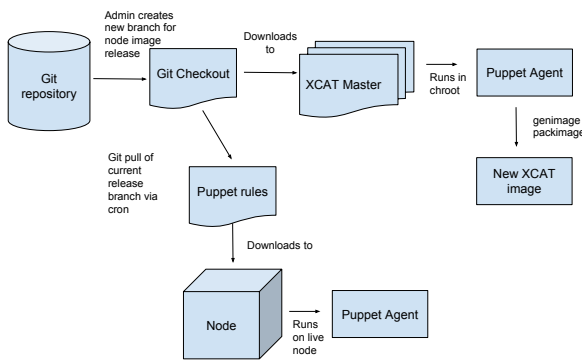 Admin creates
new branch for
node image
release
Git
repository
Git Checkout
Downloads
to
XCAT Master
Runs in
chroot
Puppet Agent
genimage
packimage
New XCAT
image
Git pull of
current
release
branch via
cron
Puppet rules
Downloads to
Node
Runs
on live
node
Puppet Agent